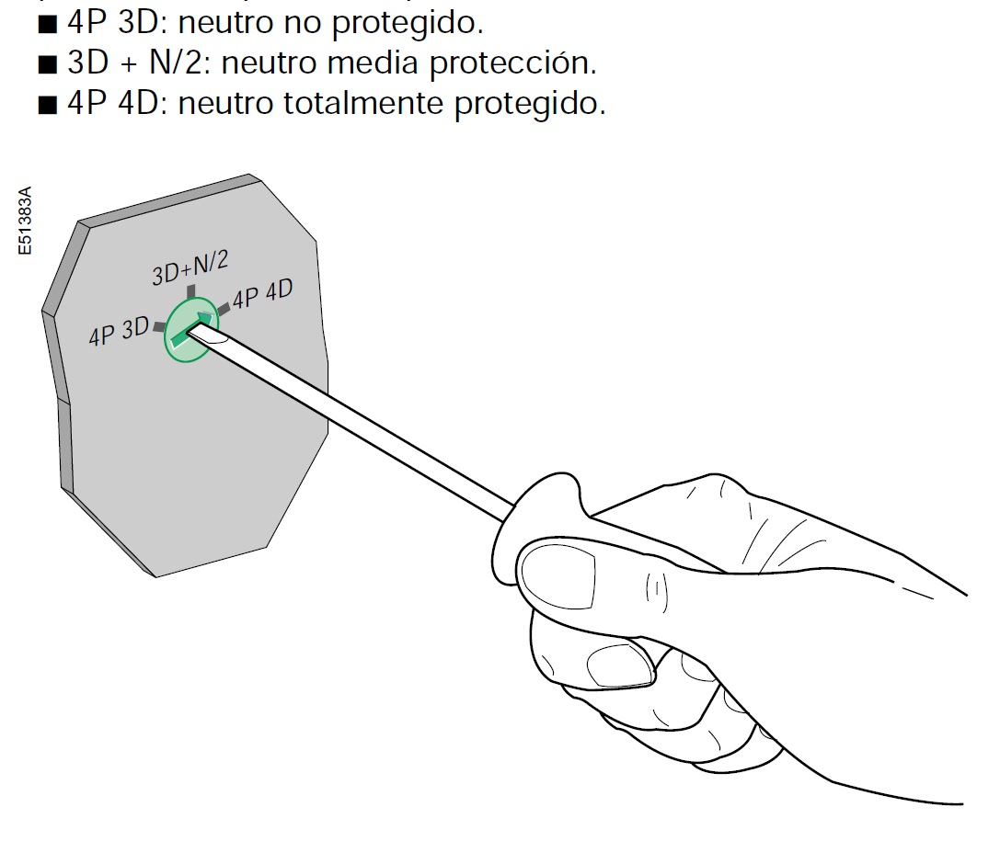 ■ 4P 3D: neutro no protegido.
■ 3D + N/2: neutro media protección.
■ 4P 4D: neutro totalmente protegido.
E51383A
3D+N/2
4P 4D
4P 3D